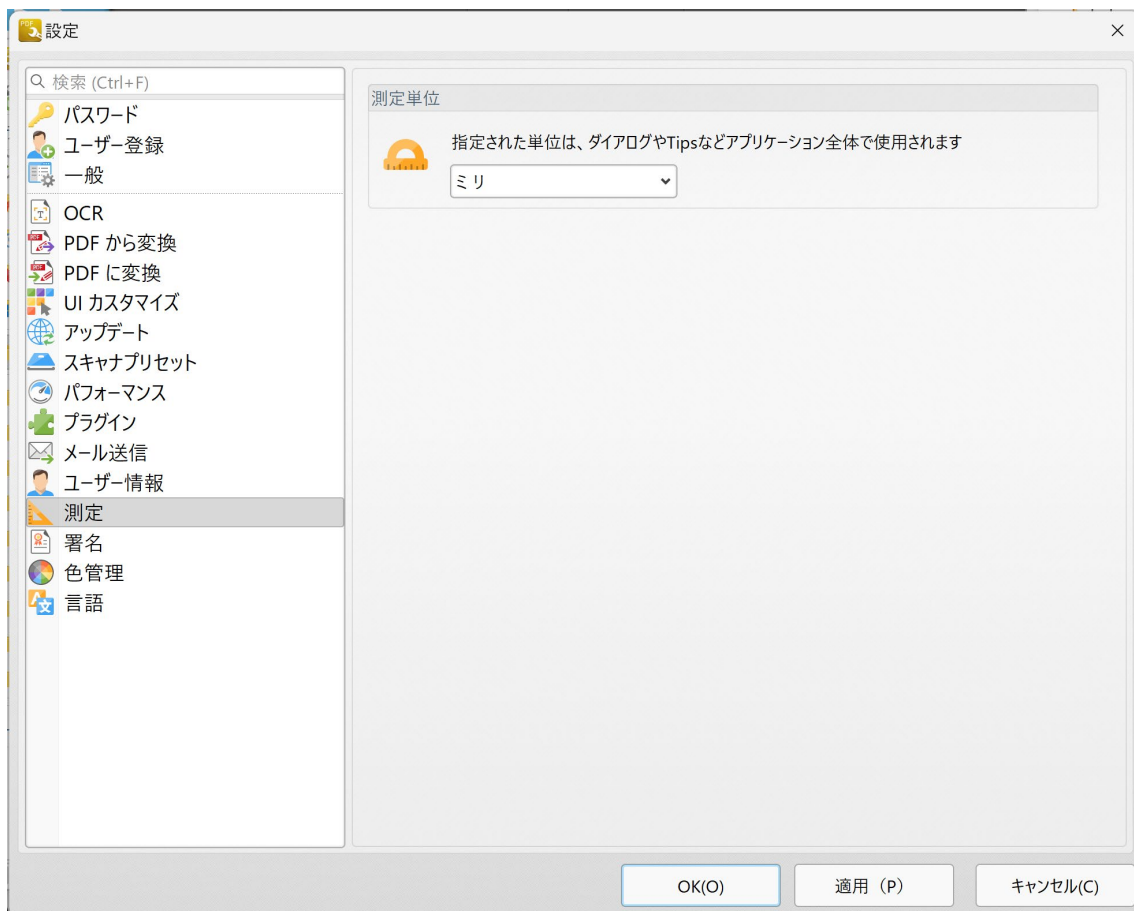 設定
検索 (Ctrl+F)
パスワード
ユーザー登録
一般
OCR
PDF から変換
PDF に変換
UI カスタマイズ
アップデート
スキャナプリセット
パフォーマンス
プラグイン
メール送信
ユーザー情報
測定
署名
色管理
言語
測定単位
指定された単位は、ダイアログやTipsなどアプリケーション全体で使用されます
ミリ
OK(O)
適用（P）
キャンセル(C)